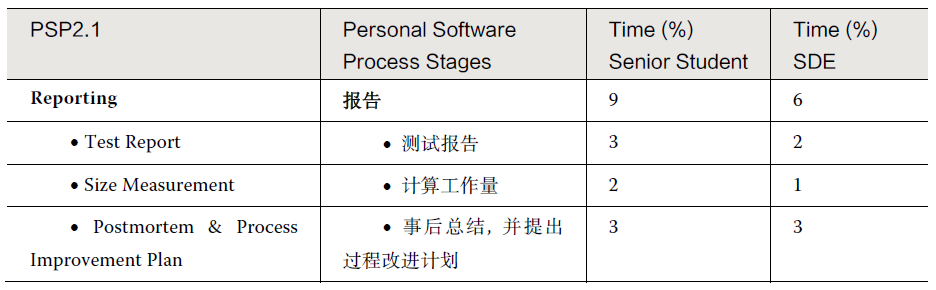 PSP2.1 Personal Software Process Stages Time (%) Senior Student Time (%) SDE
Reporting 报告 9 6
• Test Report • 测试报告 3 2
• Size Measurement • 计算工作量 2 1
• Postmortem & Process Improvement Plan • 事后总结, 并提出过程改进计划 3 3